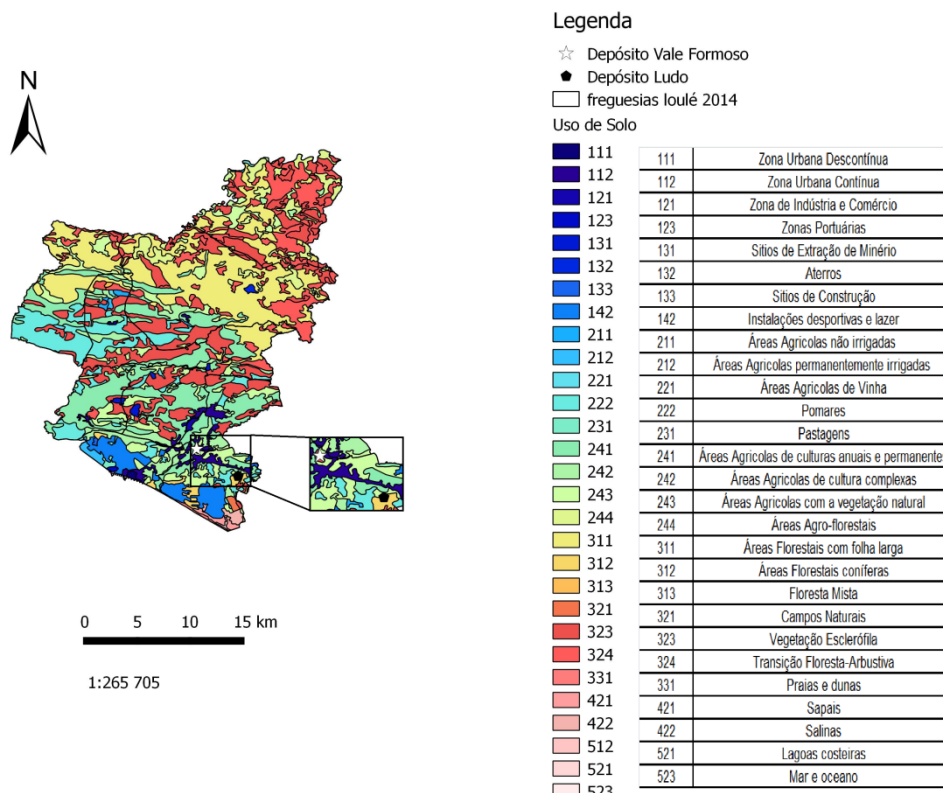 N
0 5 10 15 km
1:265 705
Legenda
Depósito Vale Formoso
Depósito Ludo
freguesias loulé 2014
Uso de Solo
111
112
121
123
131
132
133
142
211
212
221
222
231
241
242
243
244
311
312
313
321
323
324
331
421
422
512
521
523
111 Zona Urbana Descontínua
112 Zona Urbana Contínua
121 Zona de Indústria e Comércio
123 Zonas Portuárias
131 Sitios de Extração de Minério
132 Aterros
133 Sitios de Construção
142 Instalações desportivas e lazer
211 Áreas Agricolas não irrigadas
212 Áreas Agricolas permanentemente irrigadas
221 Áreas Agricolas de Vinha
222 Pomares
231 Pastagens
241 Áreas Agricolas de culturas anuais e permanentes
242 Áreas Agricolas de cultura complexas
243 Áreas Agricolas com a vegetação natural
244 Áreas Agro-florestais
311 Áreas Florestais com folha larga
312 Áreas Florestais coníferas
313 Floresta Mista
321 Campos Naturais
323 Vegetação Esclerófila
324 Transição Floresta-Arbustiva
331 Praias e dunas
421 Sapais
422 Salinas
521 Lagoas costeiras
523 Mar e oceano